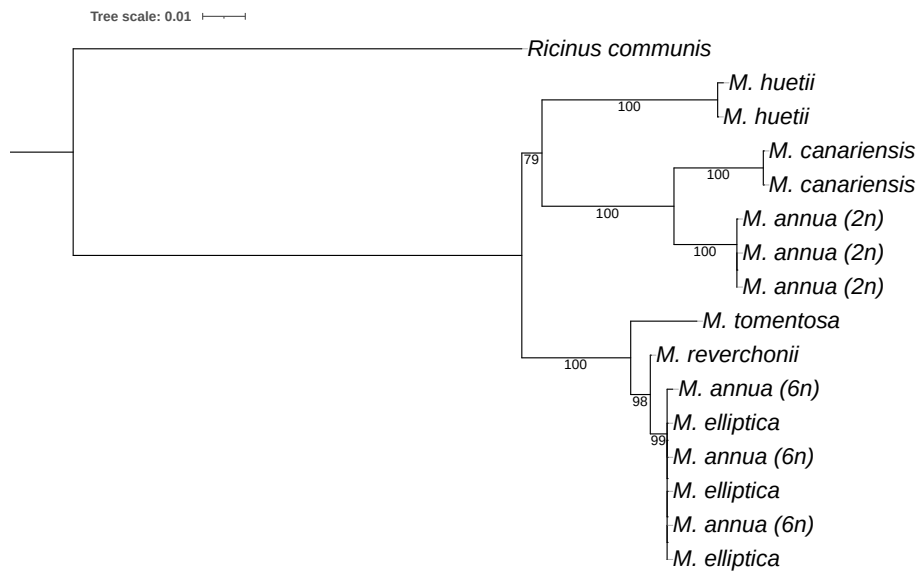 Tree scale: 0.01
Ricinus communis
M. huetii
100
M. huetii
79
M. canariensis
100
M. canariensis
100
M. annua (2n)
100
M. annua (2n)
M. annua (2n)
M. tomentosa
100
M. reverchonii
98
M. annua (6n)
M. elliptica
99
M. annua (6n)
M. elliptica
M. annua (6n)
M. elliptica